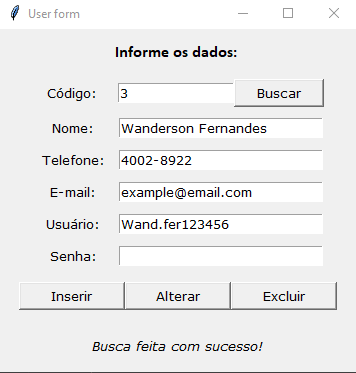 User form
Informe os dados:
Código: 3 Buscar
Nome: Wanderson Fernandes
Telefone: 4002-8922
E-mail: example@email.com
Usuário: Wand.fer123456
Senha:
Inserir Alterar Excluir
Busca feita com sucesso!